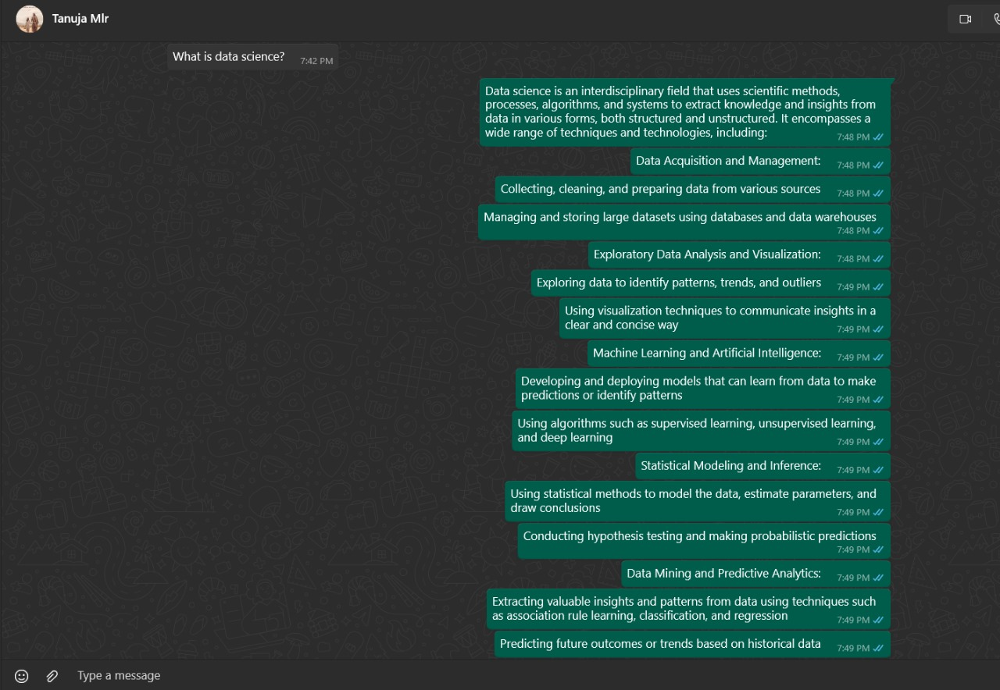 Tanuja Mlr
What is data science?
7:42 PM
Data science is an interdisciplinary field that uses scientific methods,
processes, algorithms, and systems to extract knowledge and insights from
data in various forms, both structured and unstructured. It encompasses a
wide range of techniques and technologies, including:
7:48 PM
Data Acquisition and Management:
7:48 PM
Collecting, cleaning, and preparing data from various sources
7:48 PM
Managing and storing large datasets using databases and data warehouses
7:48 PM
Exploratory Data Analysis and Visualization:
7:48 PM
Exploring data to identify patterns, trends, and outliers
7:49 PM
Using visualization techniques to communicate insights in a
clear and concise way
7:49 PM
Machine Learning and Artificial Intelligence:
7:49 PM
Developing and deploying models that can learn from data to make
predictions or identify patterns
7:49 PM
Using algorithms such as supervised learning, unsupervised learning,
and deep learning
7:49 PM
Statistical Modeling and Inference:
7:49 PM
Using statistical methods to model the data, estimate parameters, and
draw conclusions
7:49 PM
Conducting hypothesis testing and making probabilistic predictions
7:49 PM
Data Mining and Predictive Analytics:
7:49 PM
Extracting valuable insights and patterns from data using techniques such
as association rule learning, classification, and regression
7:49 PM
Predicting future outcomes or trends based on historical data
7:49 PM
Type a message